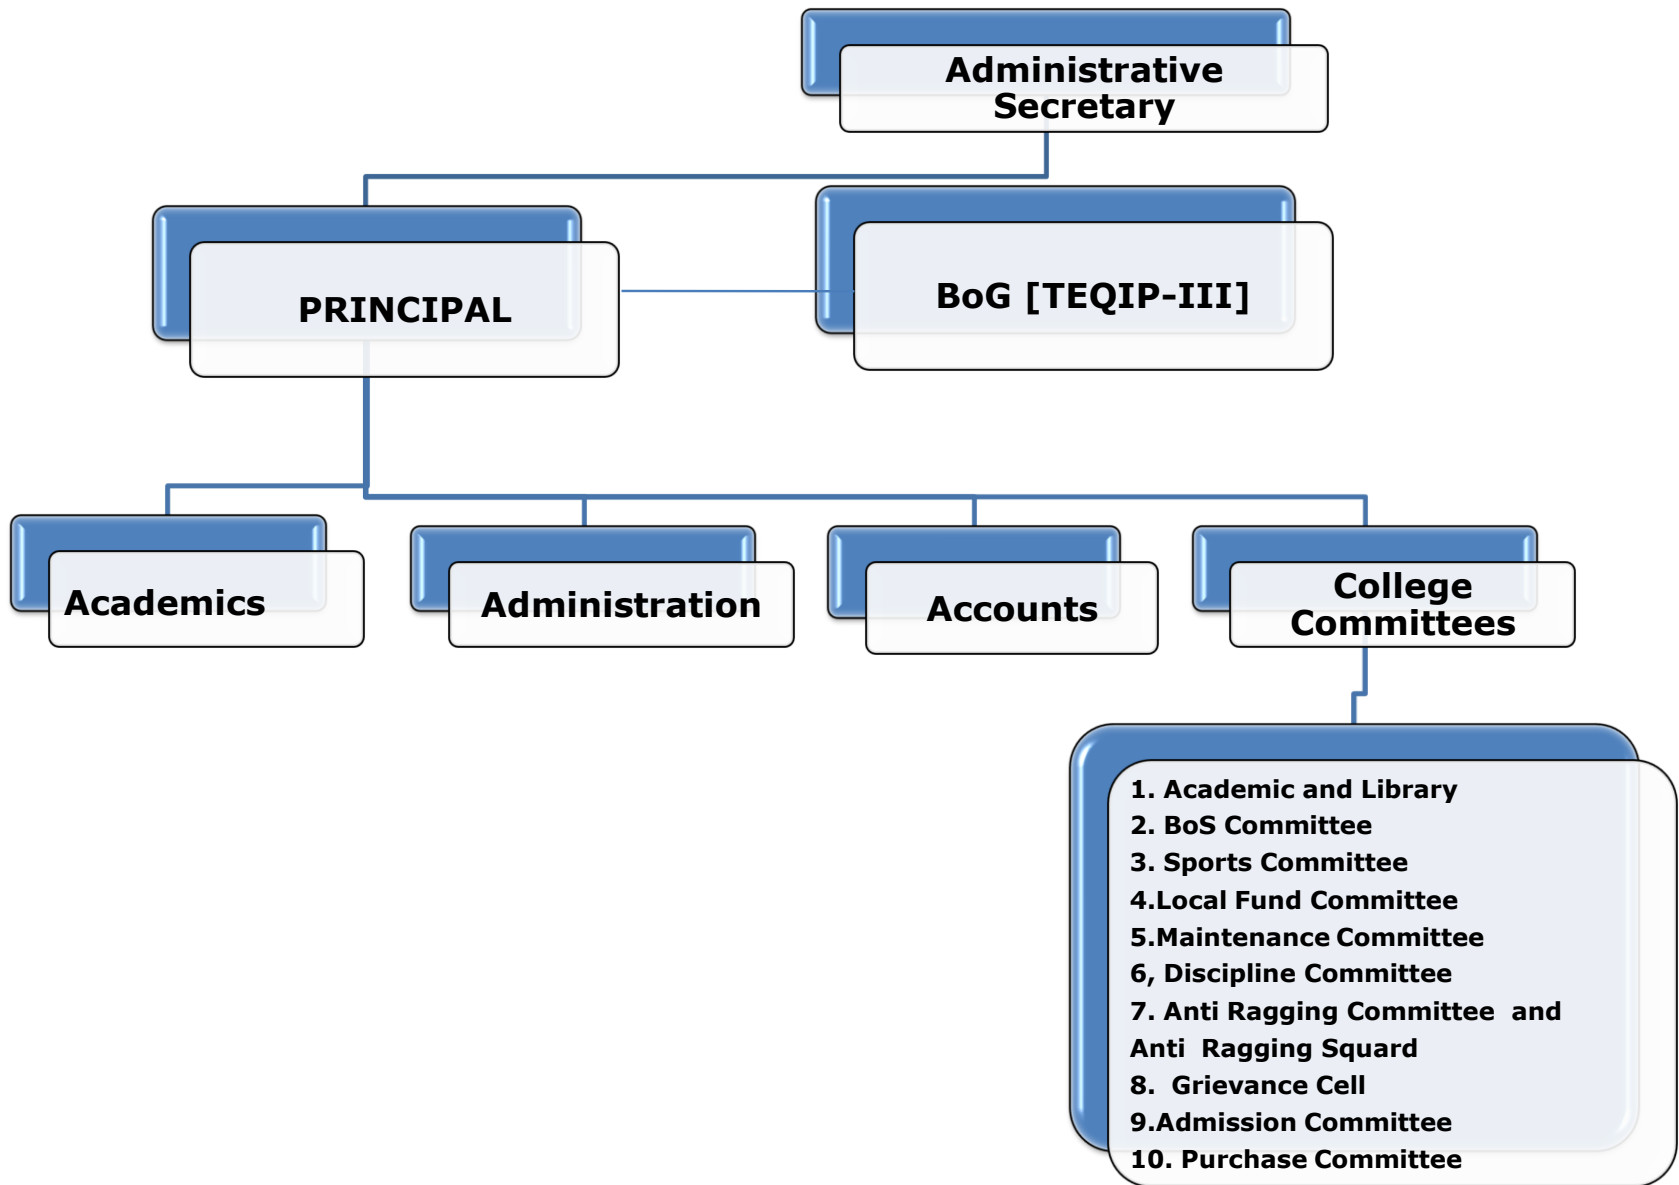 Administrative
Secretary
PRINCIPAL
BoG [TEQIP-III]
Academics
Administration
Accounts
College
Committees
1. Academic and Library
2. BoS Committee
3. Sports Committee
4.Local Fund Committee
5.Maintenance Committee
6, Discipline Committee
7. Anti Ragging Committee  and
Anti  Ragging Squard
8.  Grievance Cell
9.Admission Committee
10. Purchase Committee